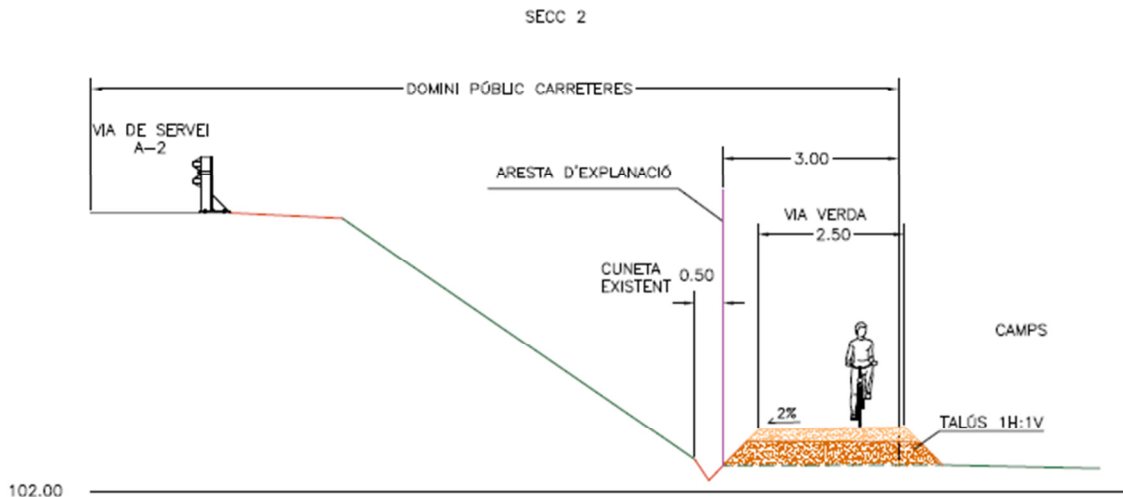 SECC 2
DOMINI PÚBLIC CARRETERES
VIA DE SERVEI
A-2
3.00
ARESTA D'EXPLANACIÓ
VIA VERDA
2.50
CUNETA 0.50
EXISTENT
CAMPS
2%
TALÚS 1H:1V
102.00